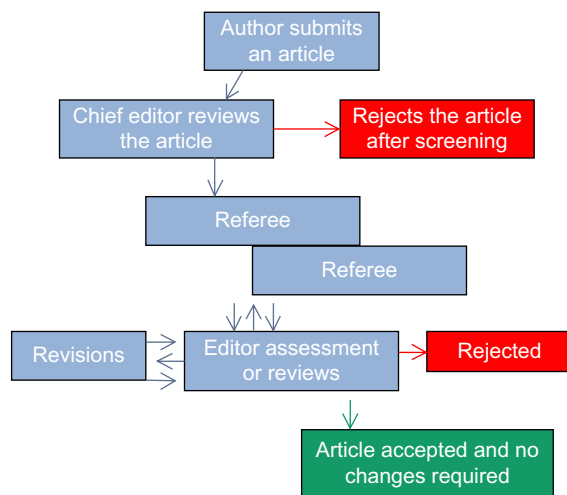 Author submits
an article
Chief editor reviews
the article
Rejects the article
after screening
Referee
Referee
Revisions
Editor assessment
or reviews
Rejected
Article accepted and no
changes required